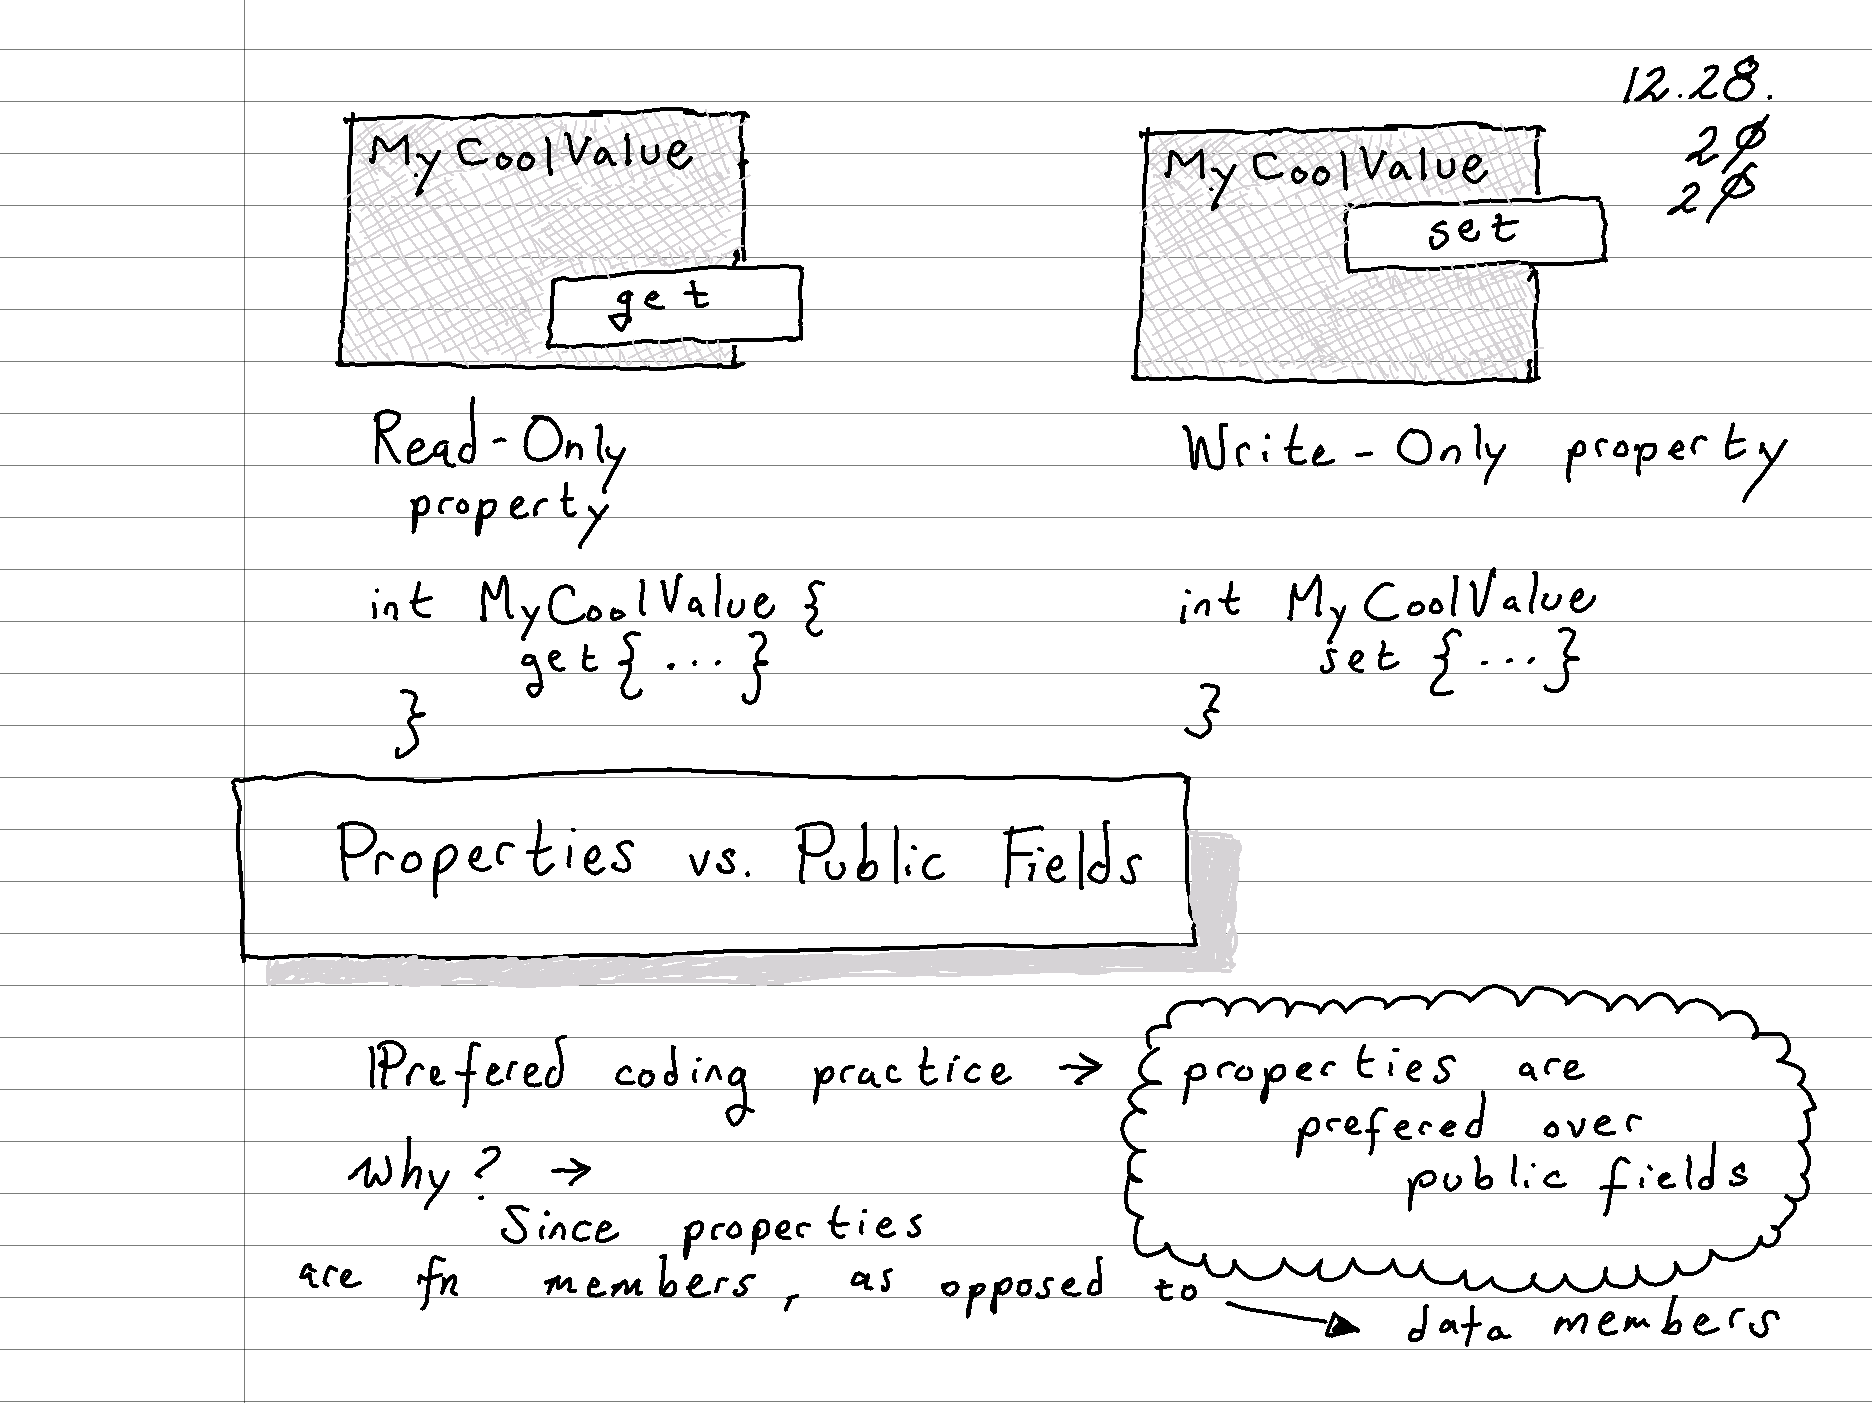 12.28.
2Ø
2Ø
MyCoolValue
get
MyCoolValue
set
Read-Only
property
Write-Only property
int MyCoolValue {
get { ... }
}
int MyCoolValue
set { ... }
}
Properties vs. Public Fields
Prefered coding practice →
properties are
prefered over
public fields
Why? →
Since properties
are fn members, as opposed to
data members